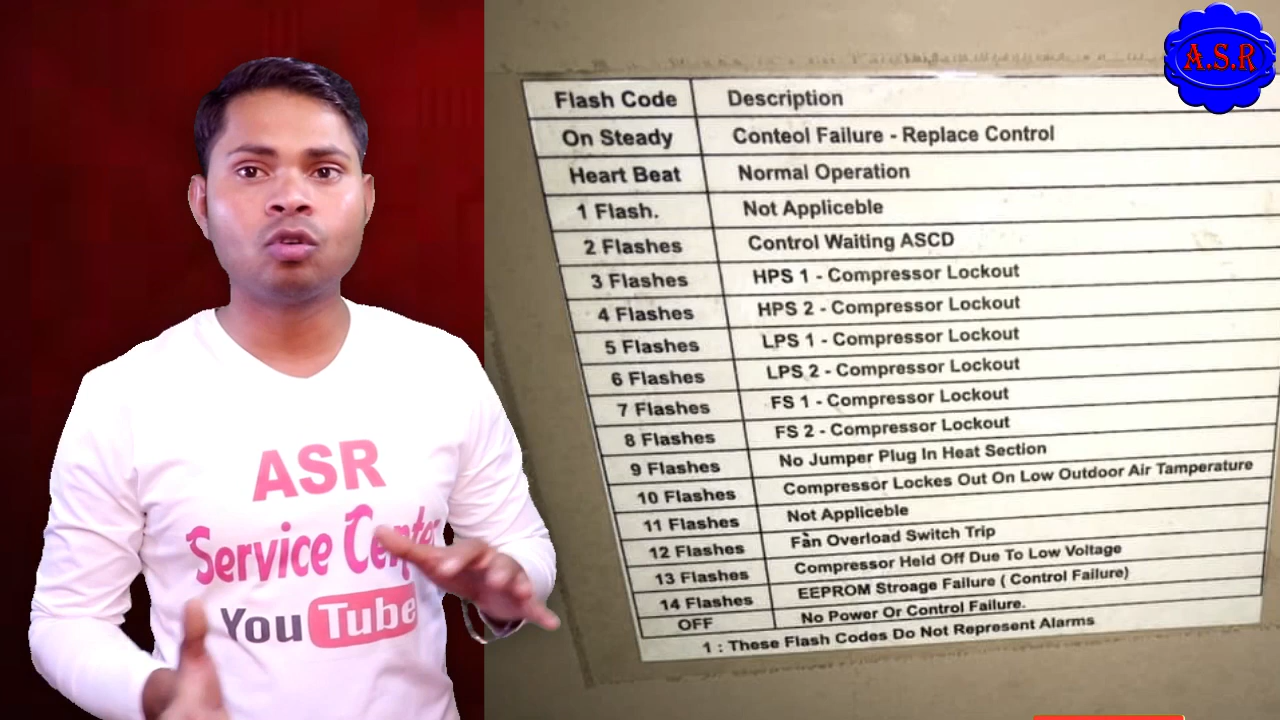 A.S.R
ASR
Service Center
YouTube
Flash Code Description
On Steady Conteol Failure - Replace Control
Heart Beat Normal Operation
1 Flash. Not Appliceble
2 Flashes Control Waiting ASCD
3 Flashes HPS 1 - Compressor Lockout
4 Flashes HPS 2 - Compressor Lockout
5 Flashes LPS 1 - Compressor Lockout
6 Flashes LPS 2 - Compressor Lockout
7 Flashes FS 1 - Compressor Lockout
8 Flashes FS 2 - Compressor Lockout
9 Flashes No Jumper Plug In Heat Section
10 Flashes Compressor Lockes Out On Low Outdoor Air Tamperature
11 Flashes Not Appliceble
12 Flashes Fan Overload Switch Trip
13 Flashes Compressor Held Off Due To Low Voltage
14 Flashes EEPROM Stroage Failure ( Control Failure)
OFF No Power Or Control Failure.
1 : These Flash Codes Do Not Represent Alarms